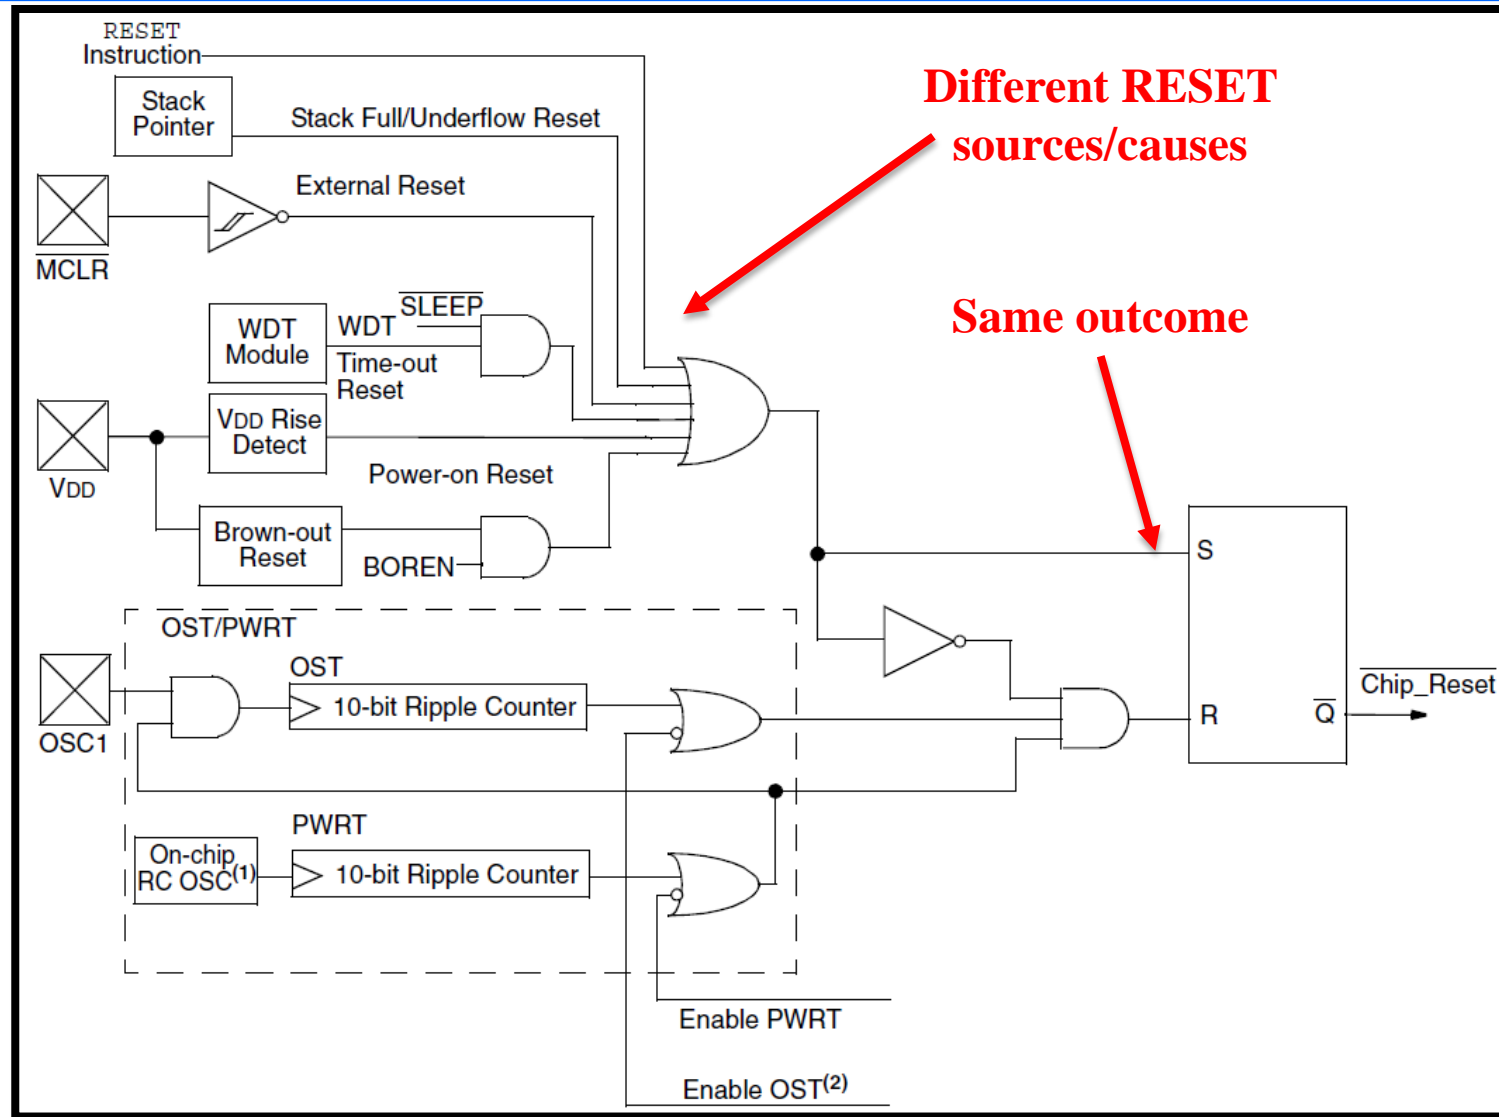 RESET
Instruction
Different RESET
sources/causes
Stack
Pointer
Stack Full/Underflow Reset
External Reset
MCLR
SLEEP
WDT
Module
WDT
Time-out
Reset
Same outcome
VDD Rise
Detect
Power-on Reset
VDD
Brown-out
Reset
BOREN
S
OST/PWRT
OST
10-bit Ripple Counter
OSC1
Chip_Reset
R
Q
PWRT
On-chip
RC OSC(1)
10-bit Ripple Counter
Enable PWRT
Enable OST(2)